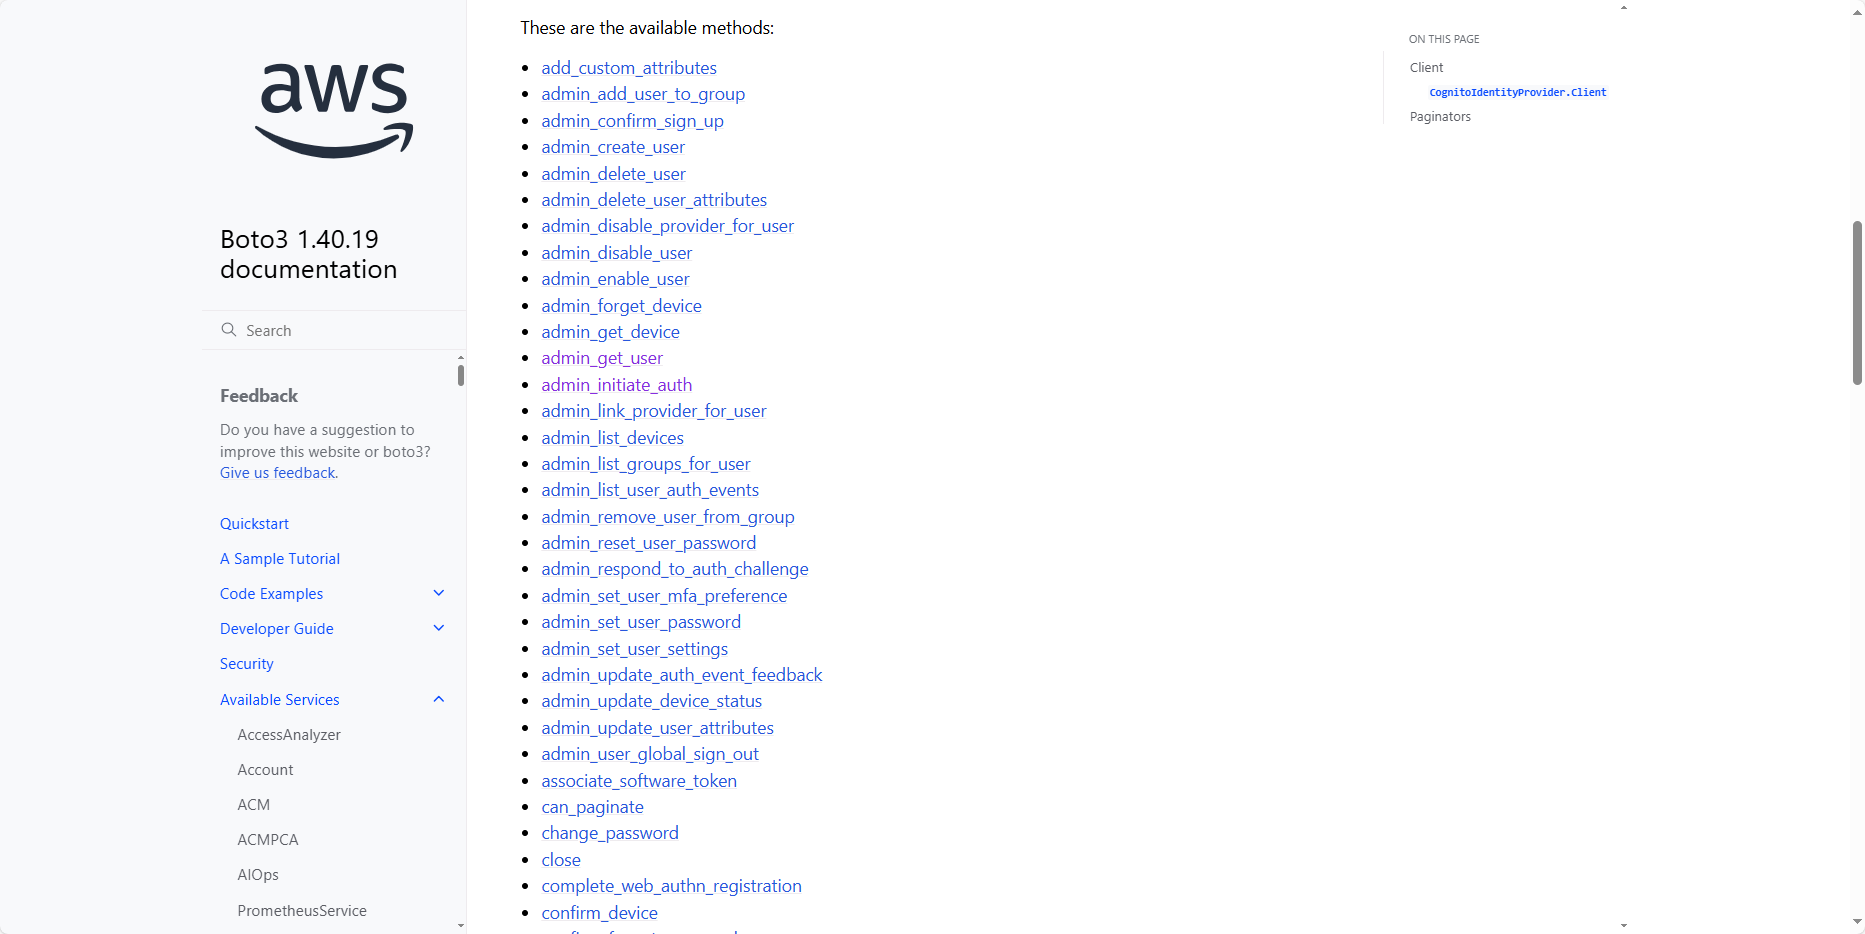 aws
Boto3 1.40.19
documentation
Search
Feedback
Do you have a suggestion to
improve this website or boto3?
Give us feedback.
Quickstart
A Sample Tutorial
Code Examples
Developer Guide
Security
Available Services
AccessAnalyzer
Account
ACM
ACMPCA
AIOps
PrometheusService
These are the available methods:
add_custom_attributes
admin_add_user_to_group
admin_confirm_sign_up
admin_create_user
admin_delete_user
admin_delete_user_attributes
admin_disable_provider_for_user
admin_disable_user
admin_enable_user
admin_forget_device
admin_get_device
admin_get_user
admin_initiate_auth
admin_link_provider_for_user
admin_list_devices
admin_list_groups_for_user
admin_list_user_auth_events
admin_remove_user_from_group
admin_reset_user_password
admin_respond_to_auth_challenge
admin_set_user_mfa_preference
admin_set_user_password
admin_set_user_settings
admin_update_auth_event_feedback
admin_update_device_status
admin_update_user_attributes
admin_user_global_sign_out
associate_software_token
can_paginate
change_password
close
complete_web_authn_registration
confirm_device
ON THIS PAGE
Client
CognitoIdentityProvider.Client
Paginators